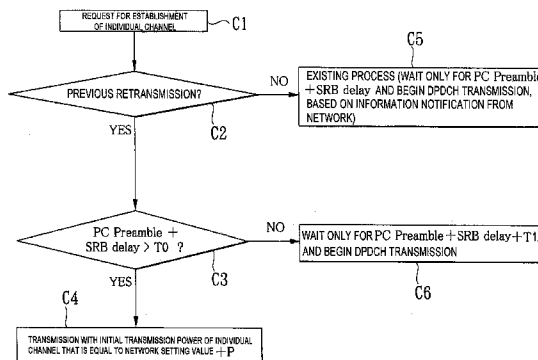 REQUEST FOR ESTABLISHMENT
OF INDIVIDUAL CHANNEL
C1
PREVIOUS RETRANSMISSION?
C2
NO
C5
EXISTING PROCESS (WAIT ONLY FOR PC Preamble
+SRB delay AND BEGIN DPDCH TRANSMISSION,
BASED ON INFORMATION NOTIFICATION FROM
NETWORK)
YES
PC Preamble +
SRB delay > T0 ?
C3
NO
WAIT ONLY FOR PC Preamble+SRB delay+T1,
AND BEGIN DPDCH TRANSMISSION
C6
YES
C4
TRANSMISSION WITH INITIAL TRANSMISSION POWER OF INDIVIDUAL
CHANNEL THAT IS EQUAL TO NETWORK SETTING VALUE +P